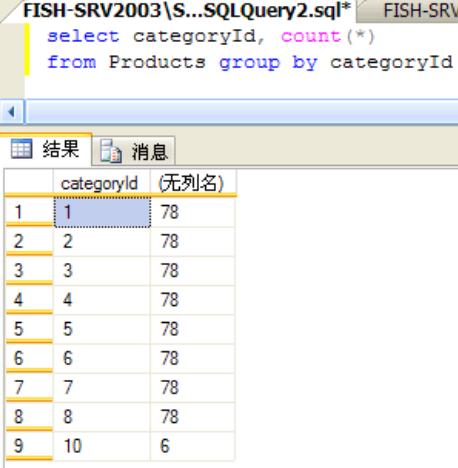 FISH-SRV2003\S...SQLQuery2.sql* FISH-SRV
select categoryId, count(*)
from Products group by categoryId
结果 消息
categoryId (无列名)
1 1 78
2 2 78
3 3 78
4 4 78
5 5 78
6 6 78
7 7 78
8 8 78
9 10 6